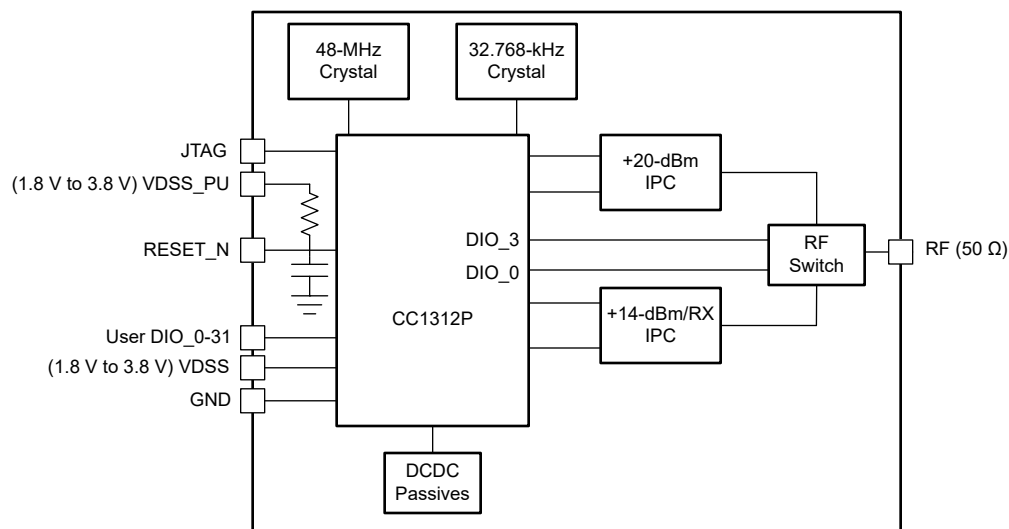 48-MHz
Crystal
32.768-kHz
Crystal
JTAG
(1.8 V to 3.8 V) VDSS_PU
RESET_N
User DIO_0-31
(1.8 V to 3.8 V) VDSS
GND
CC1312P
DIO_3
DIO_0
+20-dBm
IPC
+14-dBm/RX
IPC
RF
Switch
RF (50 Ω)
DCDC
Passives